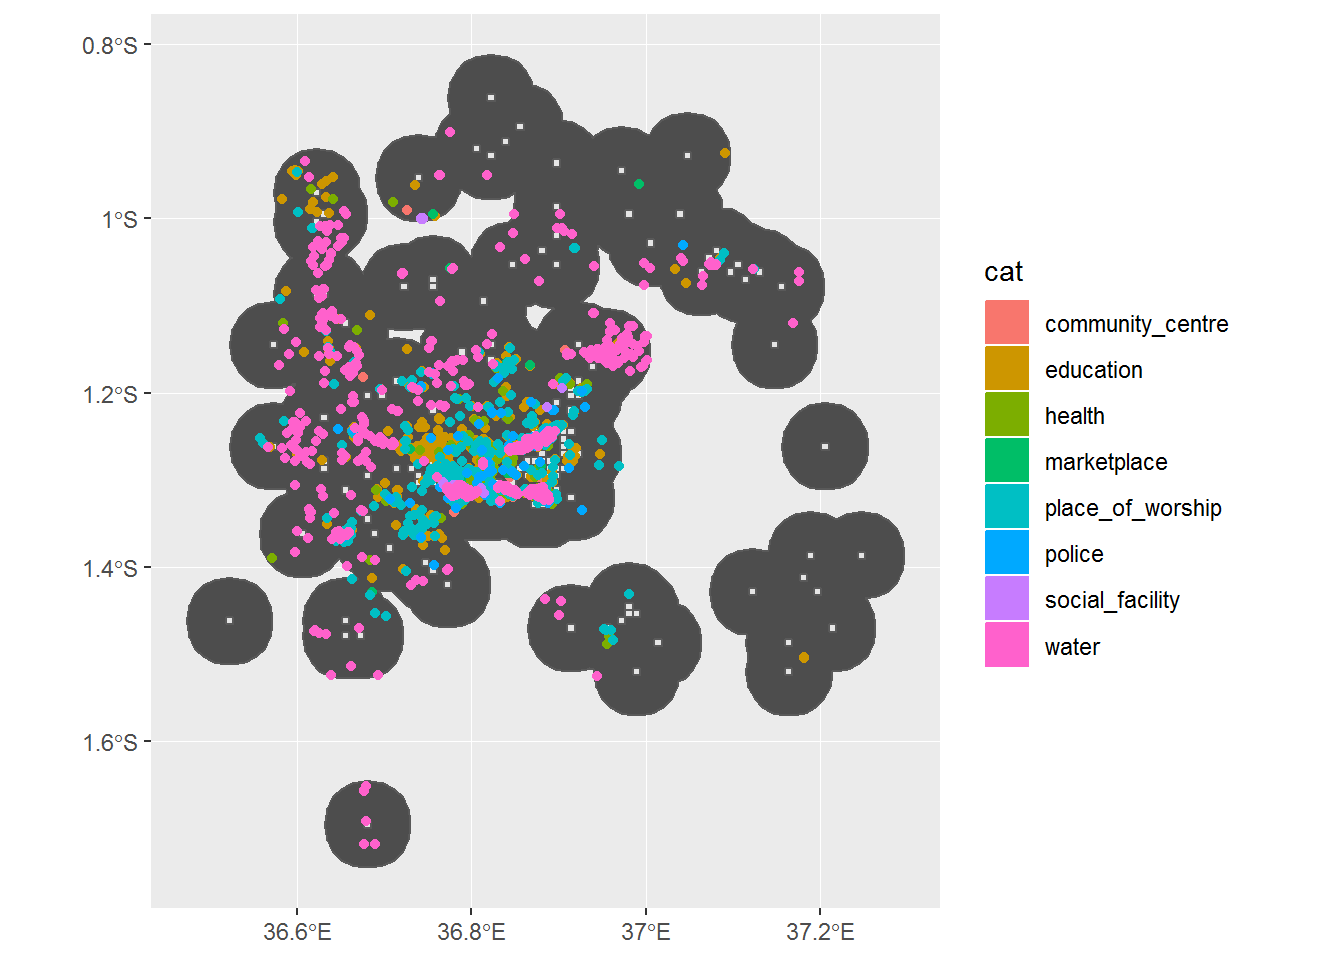 0.8°S
1°S
1.2°S
1.4°S
1.6°S
36.6°E
36.8°E
37°E
37.2°E
cat
community_centre
education
health
marketplace
place_of_worship
police
social_facility
water